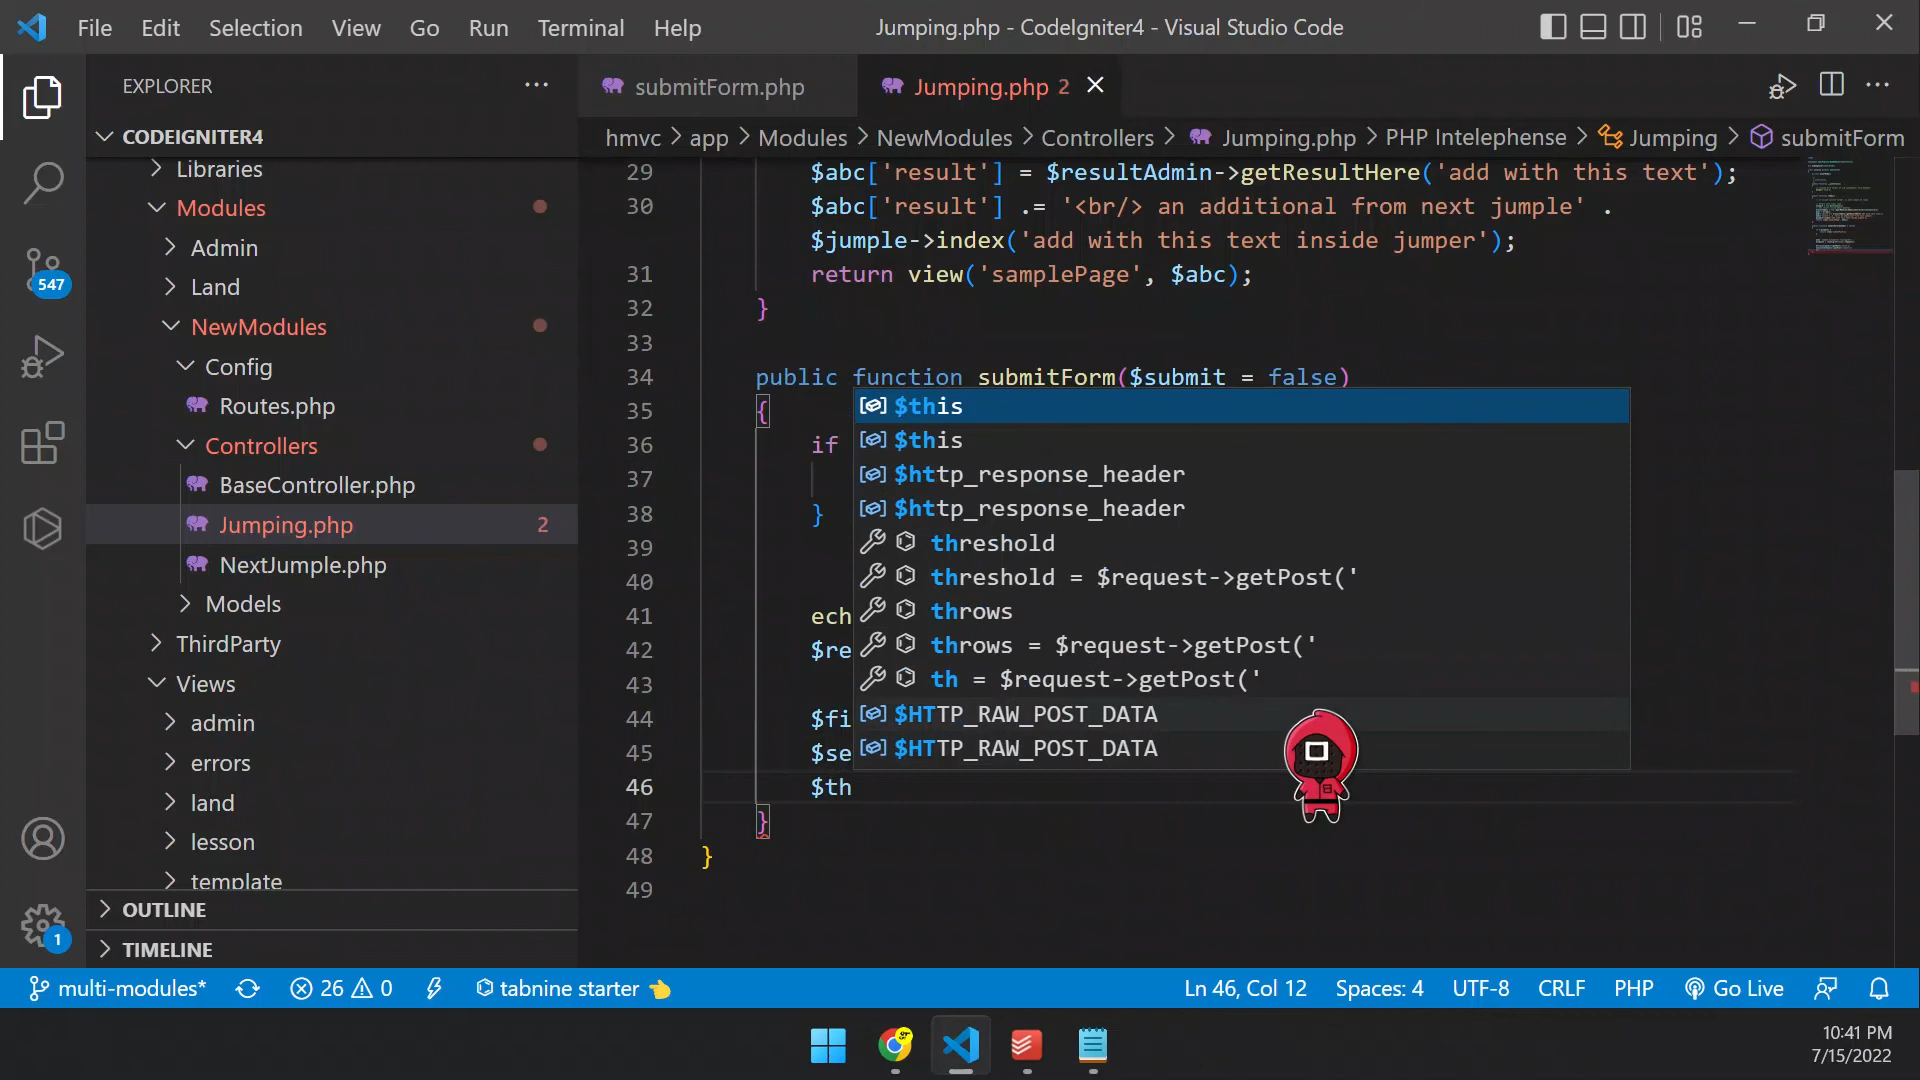 File Edit Selection View Go Run Terminal Help
Jumping.php - CodeIgniter4 - Visual Studio Code
EXPLORER
submitForm.php
Jumping.php 2
CODEIGNITER4
hmvc > app > Modules > NewModules > Controllers > Jumping.php > PHP Intelephense > Jumping > submitForm
Libraries
Modules
Admin
Land
NewModules
Config
Routes.php
Controllers
BaseController.php
Jumping.php 2
NextJumple.php
Models
ThirdParty
Views
admin
errors
land
lesson
template
OUTLINE
TIMELINE
547
1
29 $abc['result'] = $resultAdmin->getResultHere('add with this text');
30 $abc['result'] .= '<br/> an additional from next jumple' .
$jumple->index('add with this text inside jumper');
31 return view('samplePage', $abc);
32 }
33
34 public function submitForm($submit = false)
35 {
36 if
37
38 }
39
40
41 ech
42 $re
43
44 $fi
45 $se
46 $th
47 }
48 }
49
$this
$this
$http_response_header
$http_response_header
threshold
threshold = $request->getPost('
throws
throws = $request->getPost('
th = $request->getPost('
$HTTP_RAW_POST_DATA
$HTTP_RAW_POST_DATA
multi-modules* 26 0 tabnine starter
Ln 46, Col 12 Spaces: 4 UTF-8 CRLF PHP Go Live
10:41 PM
7/15/2022